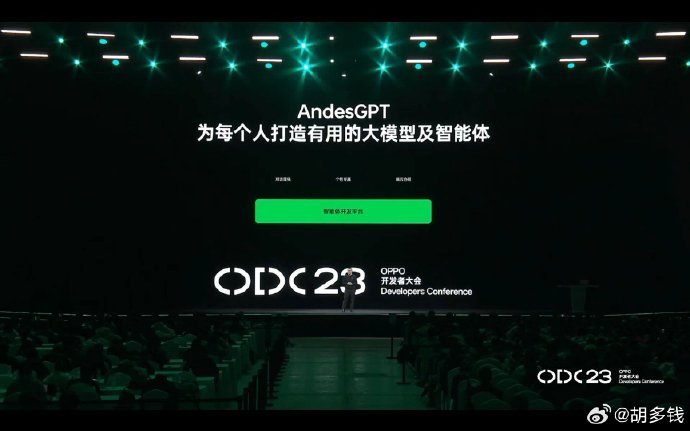 AndesGPT
为每个人打造有用的大模型及智能体
对话增强 个性专属 端云协同
智能体开发平台
ODC23
OPPO
开发者大会
Developers Conference
ODC23
OPPO
开发者大会
Developers Conference
@胡多钱